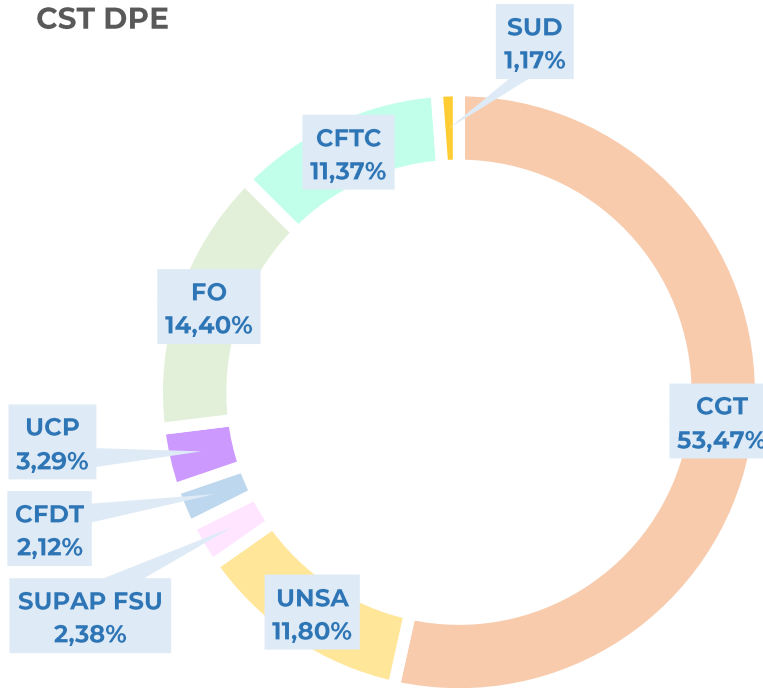 CST DPE
SUD
1,17%
CFTC
11,37%
FO
14,40%
CGT
53,47%
UCP
3,29%
CFDT
2,12%
SUPAP FSU
2,38%
UNSA
11,80%